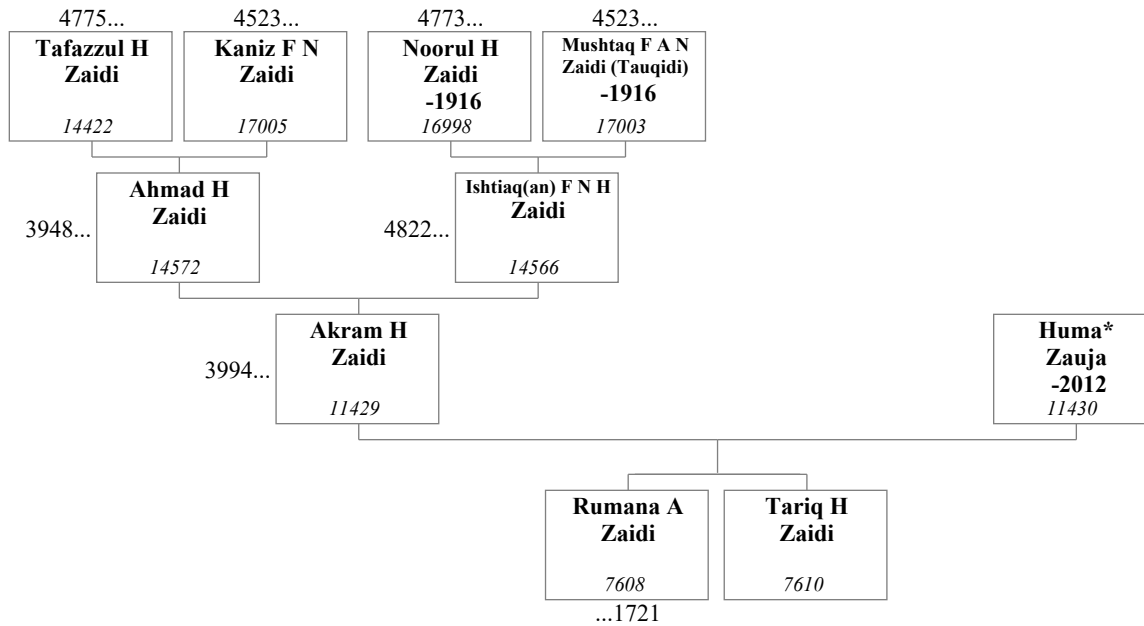 4775...
4523...
4773...
4523...
Tafazzul H
Zaidi
14422
Kaniz F N
Zaidi
17005
Noorul H
Zaidi
-1916
16998
Mushtaq F A N
Zaidi (Tauqidi)
-1916
17003
3948...
Ahmad H
Zaidi
14572
4822...
Ishtiaq(an) F N H
Zaidi
14566
3994...
Akram H
Zaidi
11429
Huma*
Zauja
-2012
11430
Rumana A
Zaidi
7608
Tariq H
Zaidi
7610
...1721